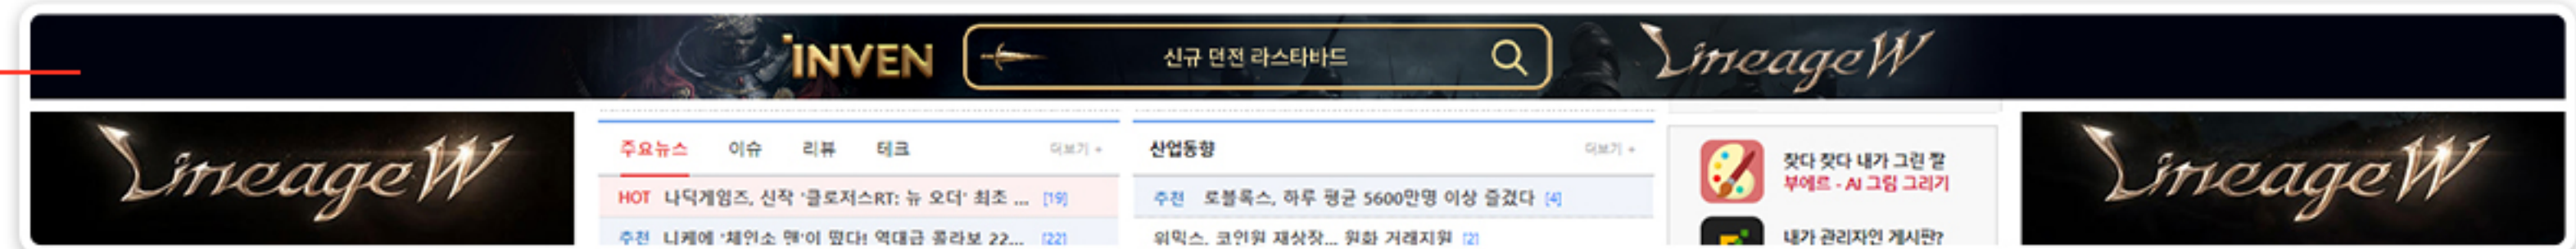 INVEN 신규 던전 라스타바드 Lineage W
Lineage W
주요뉴스 이슈 리뷰 테크 더보기 +
HOT 나딕게임즈, 신작 '클로저스RT: 뉴 오더' 최초 ... [19]
추천 니케에 '체인소 맨'이 떴다! 역대급 콜라보 22... [22]
산업동향 더보기 +
추천 로블록스, 하루 평균 5600만명 이상 즐겼다 [4]
위믹스, 코인원 재상장... 원화 거래지원 [2]
찾다 찾다 내가 그린 짤
부에르 - AI 그림 그리기
내가 관리자인 게시판?
Lineage W